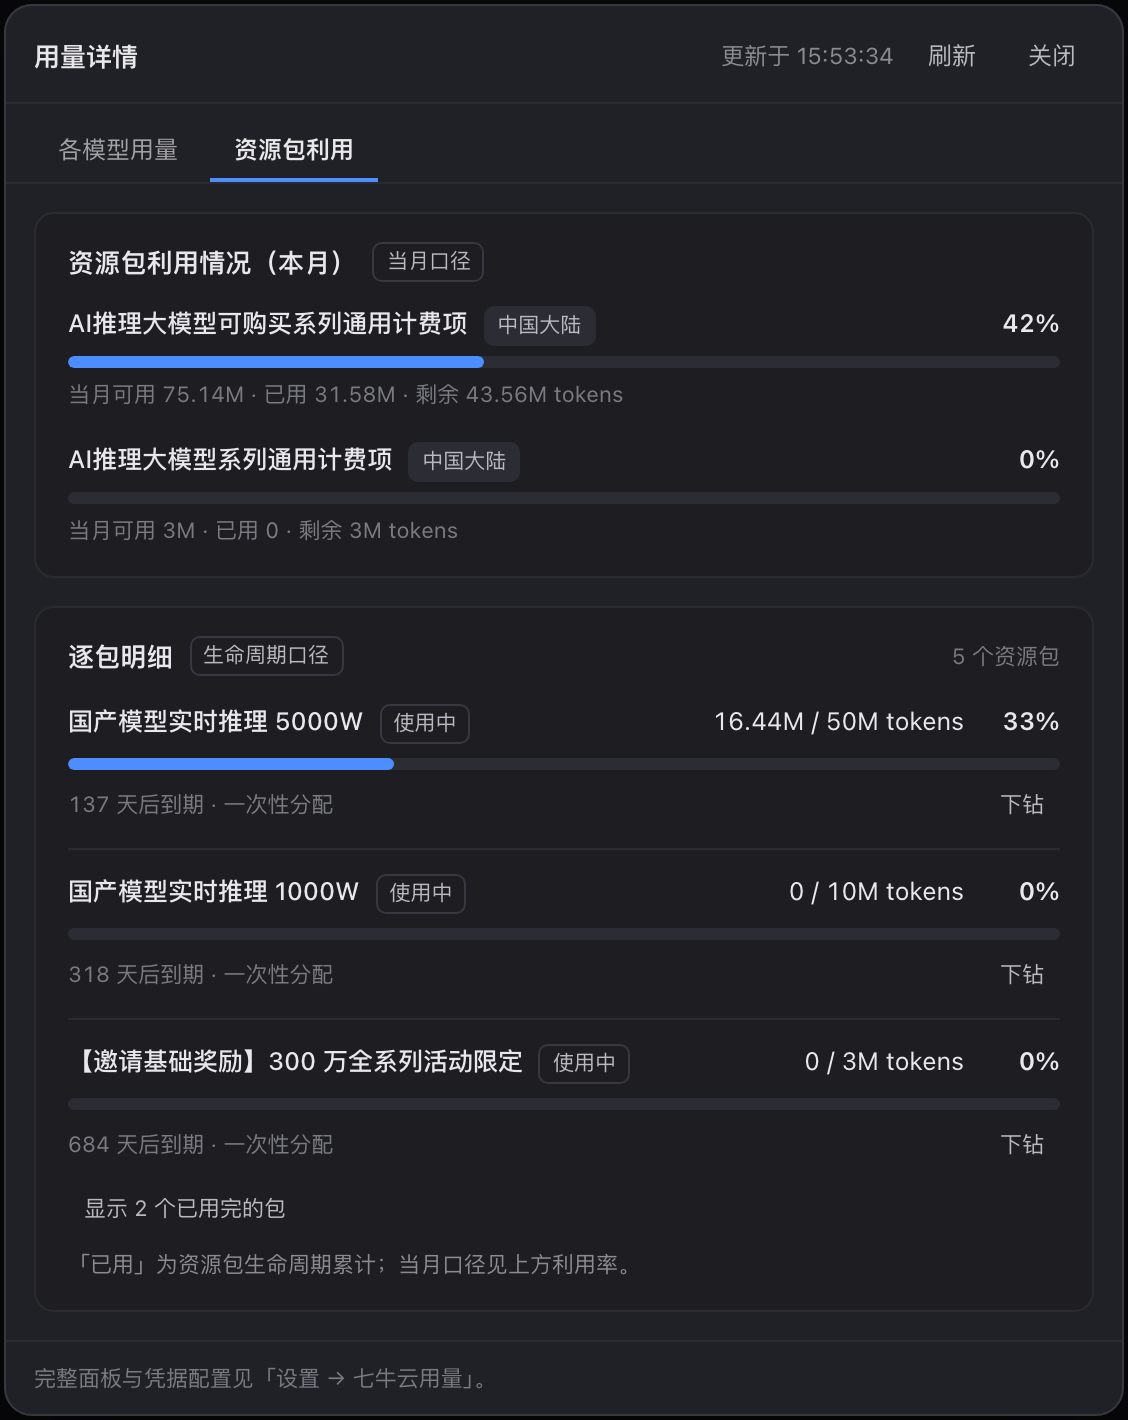 用量详情 更新于 15:53:34 刷新 关闭
各模型用量 资源包利用
资源包利用情况（本月） 当月口径
AI推理大模型可购买系列通用计费项 中国大陆 42%
当月可用 75.14M · 已用 31.58M · 剩余 43.56M tokens
AI推理大模型系列通用计费项 中国大陆 0%
当月可用 3M · 已用 0 · 剩余 3M tokens
逐包明细 生命周期口径 5 个资源包
国产模型实时推理 5000W 使用中 16.44M / 50M tokens 33%
137 天后到期 · 一次性分配 下钻
国产模型实时推理 1000W 使用中 0 / 10M tokens 0%
318 天后到期 · 一次性分配 下钻
【邀请基础奖励】300 万全系列活动限定 使用中 0 / 3M tokens 0%
684 天后到期 · 一次性分配 下钻
显示 2 个已用完的包
「已用」为资源包生命周期累计；当月口径见上方利用率。
完整面板与凭据配置见「设置 → 七牛云用量」。